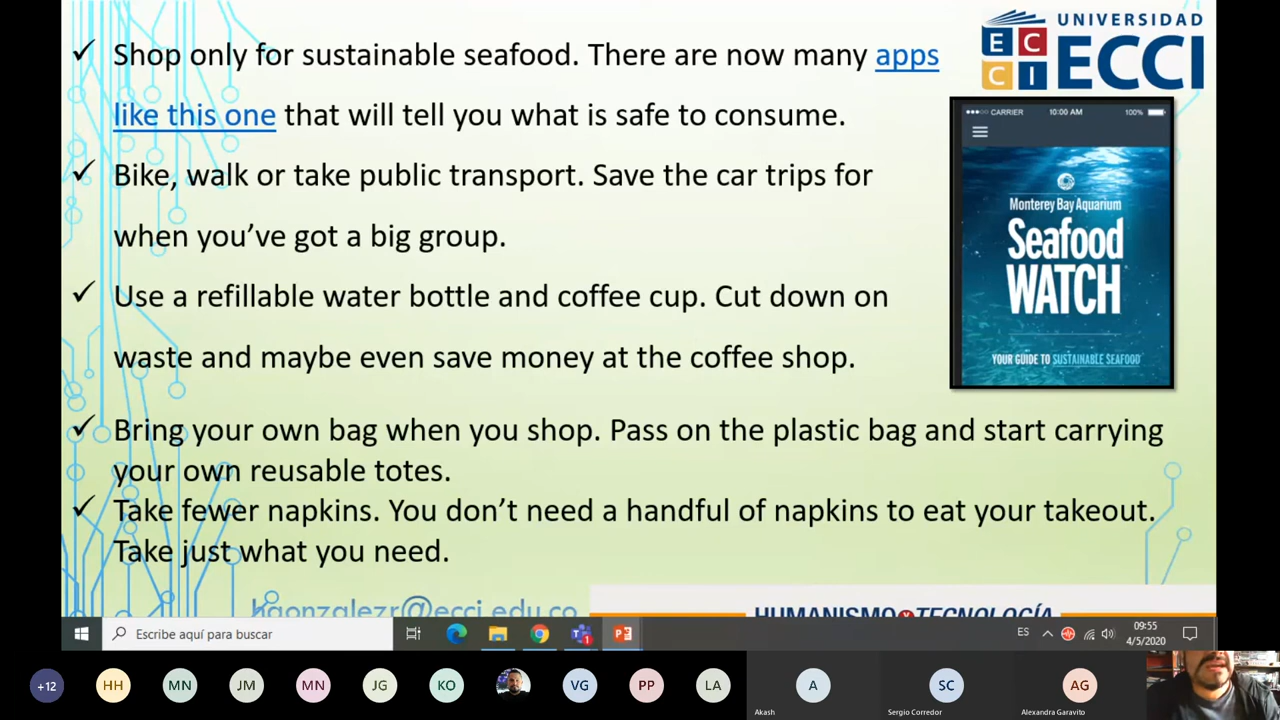 Shop only for sustainable seafood. There are now many apps
like this one that will tell you what is safe to consume.
Bike, walk or take public transport. Save the car trips for
when you've got a big group.
Use a refillable water bottle and coffee cup. Cut down on
waste and maybe even save money at the coffee shop.
Bring your own bag when you shop. Pass on the plastic bag and start carrying
your own reusable totes.
Take fewer napkins. You don't need a handful of napkins to eat your takeout.
Take just what you need.
UNIVERSIDAD
ECCI
E C
C I
CARRIER 10:00 AM 100%
Monterey Bay Aquarium
Seafood
WATCH
YOUR GUIDE TO SUSTAINABLE SEAFOOD
hgonzalezr@ecci.edu.co
HUMANISMO Y TECNOLOGÍA
Escribe aquí para buscar
1
ES
09:55
4/5/2020
+12 HH MN JM MN JG KO VG PP LA A SC AG
Akash Sergio Corredor Alexandra Garavito